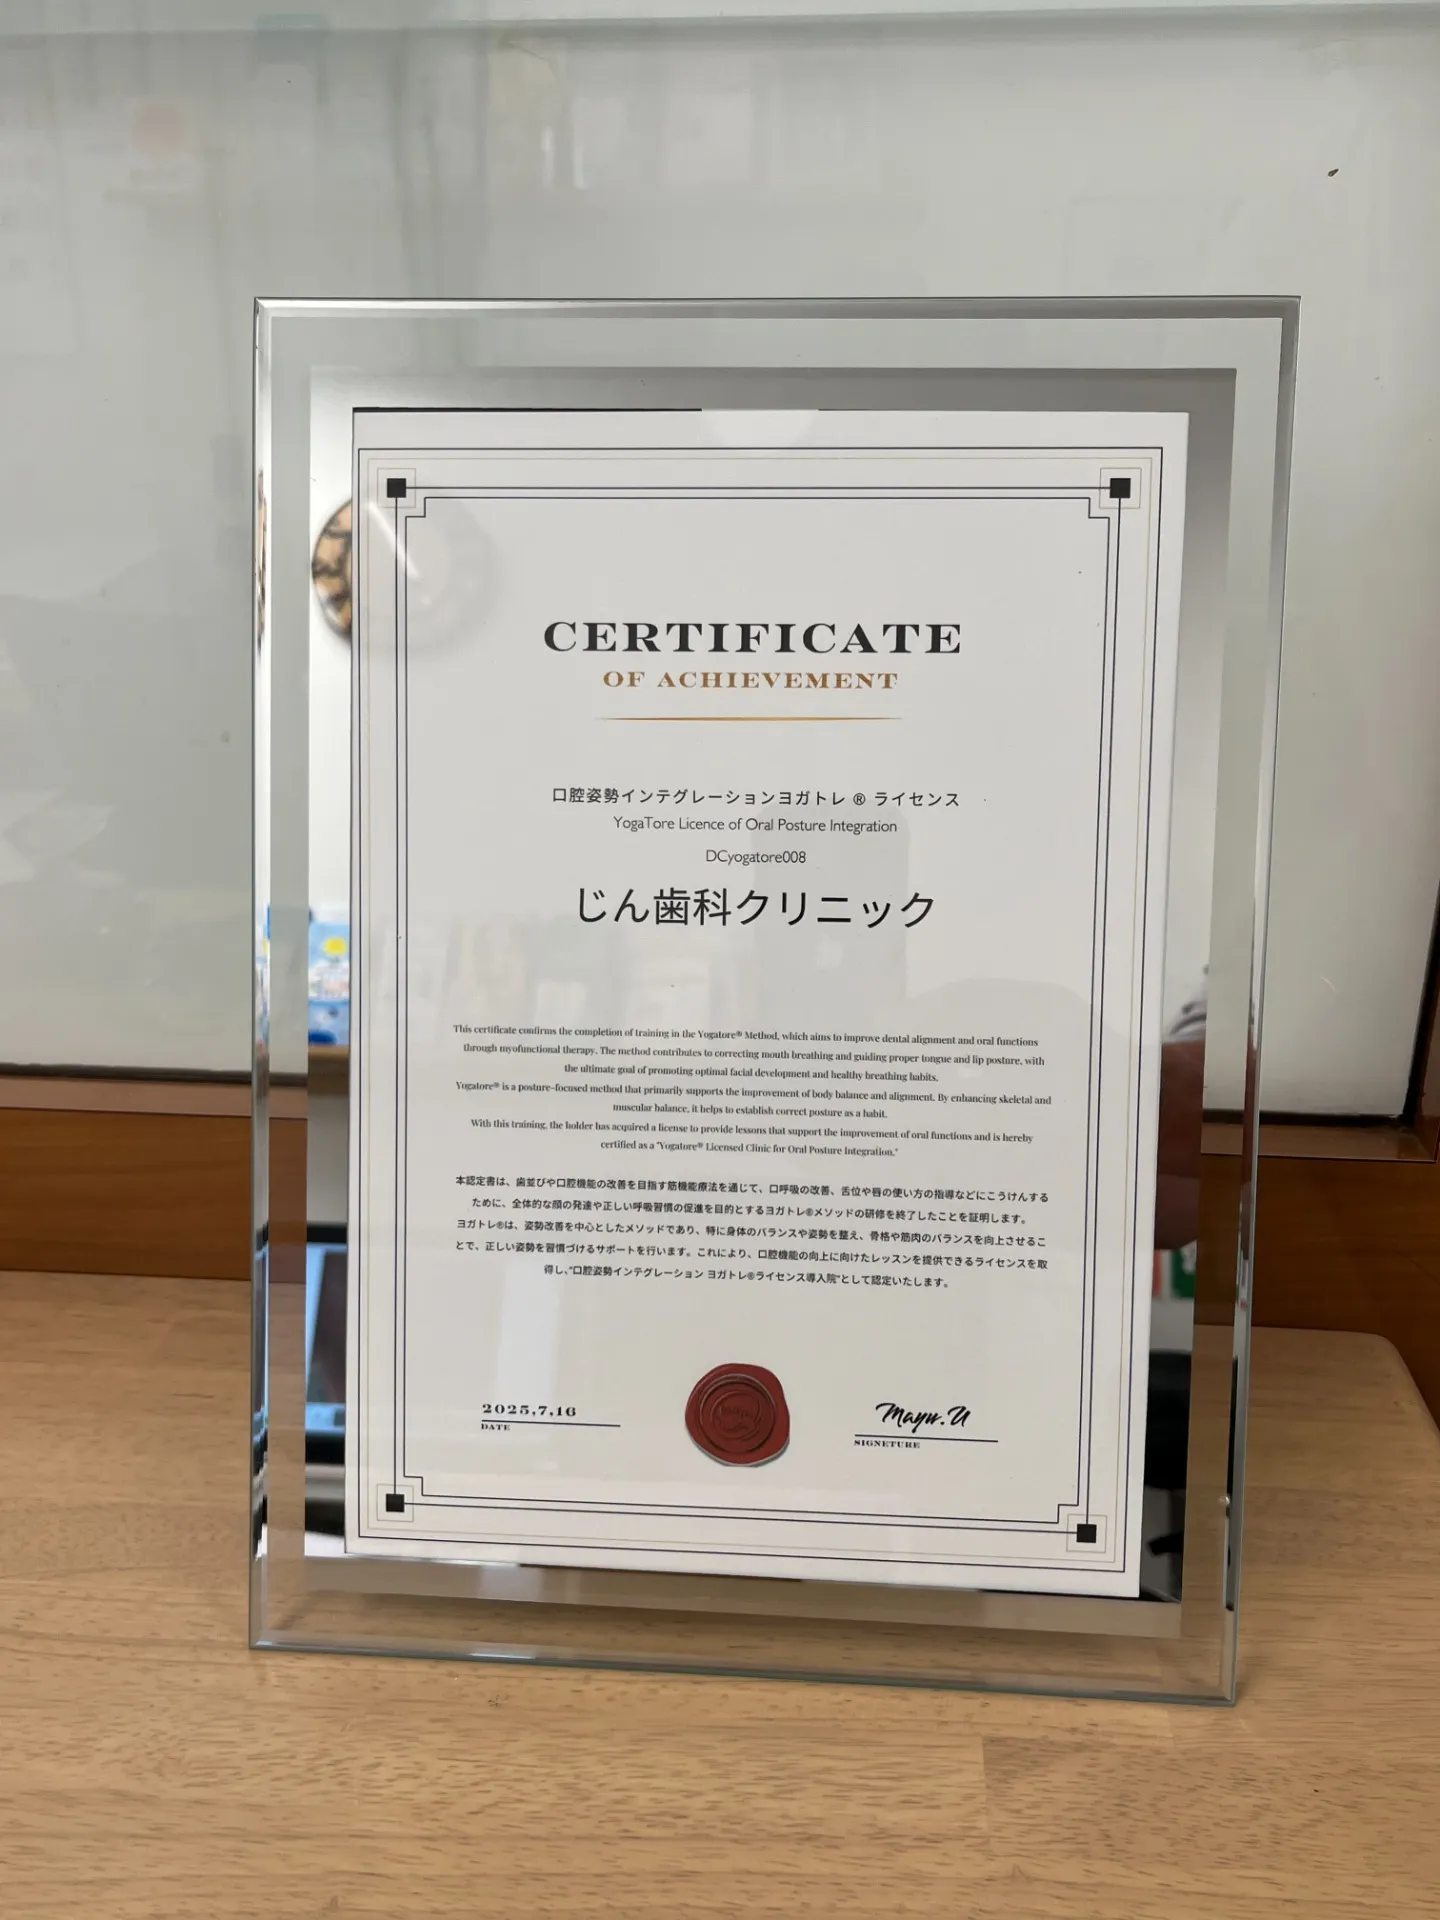 CERTIFICATE
OF ACHIEVEMENT
口腔姿勢インテグレーションヨガトレ ® ライセンス
YogaTore Licence of Oral Posture Integration
DCyogatore008
じん歯科クリニック
This certificate confirms the completion of training in the Yogatore® Method, which aims to improve dental alignment and oral functions
through myofunctional therapy. The method contributes to correcting mouth breathing and guiding proper tongue and lip posture, with
the ultimate goal of promoting optimal facial development and healthy breathing habits.
Yogatore® is a posture-focused method that primarily supports the improvement of body balance and alignment. By enhancing skeletal and
muscular balance, it helps to establish correct posture as a habit.
With this training, the holder has acquired a license to provide lessons that support the improvement of oral functions and is hereby
certified as a "Yogatore® Licensed Clinic for Oral Posture Integration."
本認定書は、歯並びや口腔機能の改善を目指す筋機能療法を通じて、口呼吸の改善、舌位や唇の使い方の指導などにこうけんする
ために、全体的な顔の発達や正しい呼吸習慣の促進を目的とするヨガトレ®メソッドの研修を終了したことを証明します。
ヨガトレ®は、姿勢改善を中心としたメソッドであり、特に身体のバランスや姿勢を整え、骨格や筋肉のバランスを向上させるこ
とで、正しい姿勢を習慣づけるサポートを行います。これにより、口腔機能の向上に向けたレッスンを提供できるライセンスを取
得し、"口腔姿勢インテグレーション ヨガトレ®ライセンス導入院"として認定いたします。
2025,7,16
DATE
Mayu.U
SIGNETURE